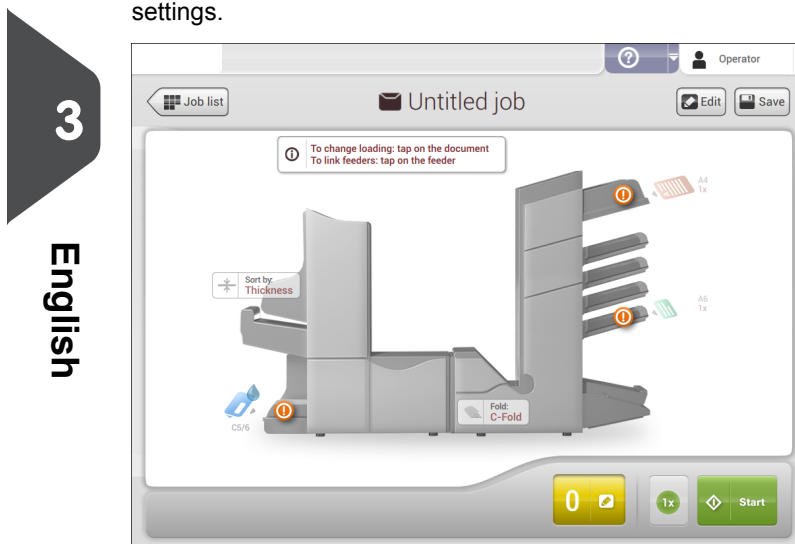 settings.
3
English
?
Operator
Job list
Untitled job
Edit
Save
To change loading: tap on the document
To link feeders: tap on the feeder
A4
1x
Sort by:
Thickness
A6
1x
C5/6
Fold:
C-Fold
0
1x
Start